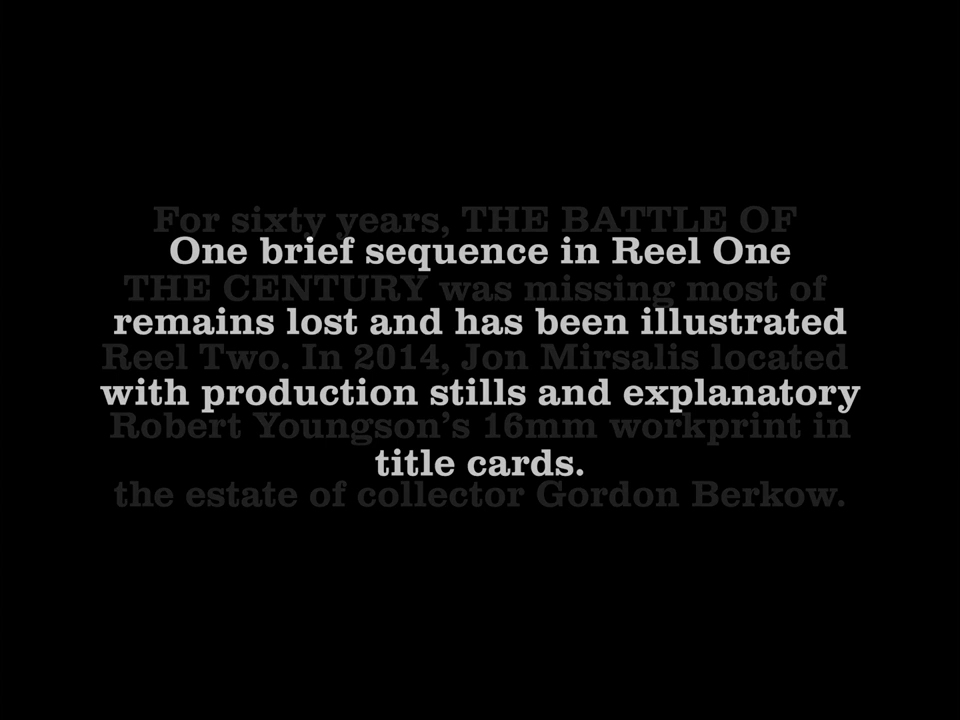 For sixty years, THE BATTLE OF
THE CENTURY was missing most of
Reel Two. In 2014, Jon Mirsalis located
Robert Youngson's 16mm workprint in
the estate of collector Gordon Berkow.
One brief sequence in Reel One
remains lost and has been illustrated
with production stills and explanatory
title cards.